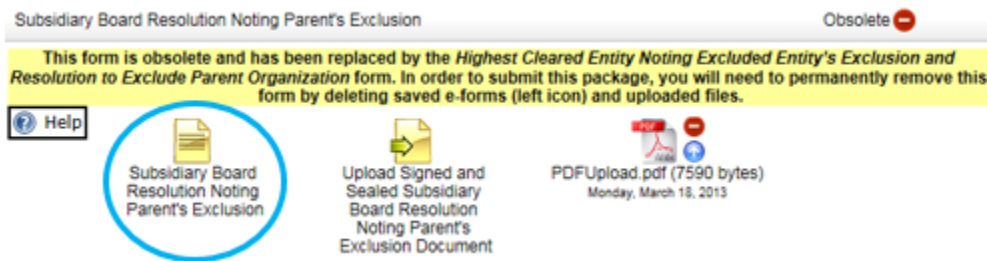 Subsidiary Board Resolution Noting Parent's Exclusion Obsolete
This form is obsolete and has been replaced by the Highest Cleared Entity Noting Excluded Entity's Exclusion and
Resolution to Exclude Parent Organization form. In order to submit this package, you will need to permanently remove this
form by deleting saved e-forms (left icon) and uploaded files.
Help
Subsidiary Board
Resolution Noting
Parent's Exclusion
Upload Signed and
Sealed Subsidiary
Board Resolution
Noting Parent's
Exclusion Document
PDF
PDFUpload.pdf (7590 bytes)
Monday, March 18, 2013